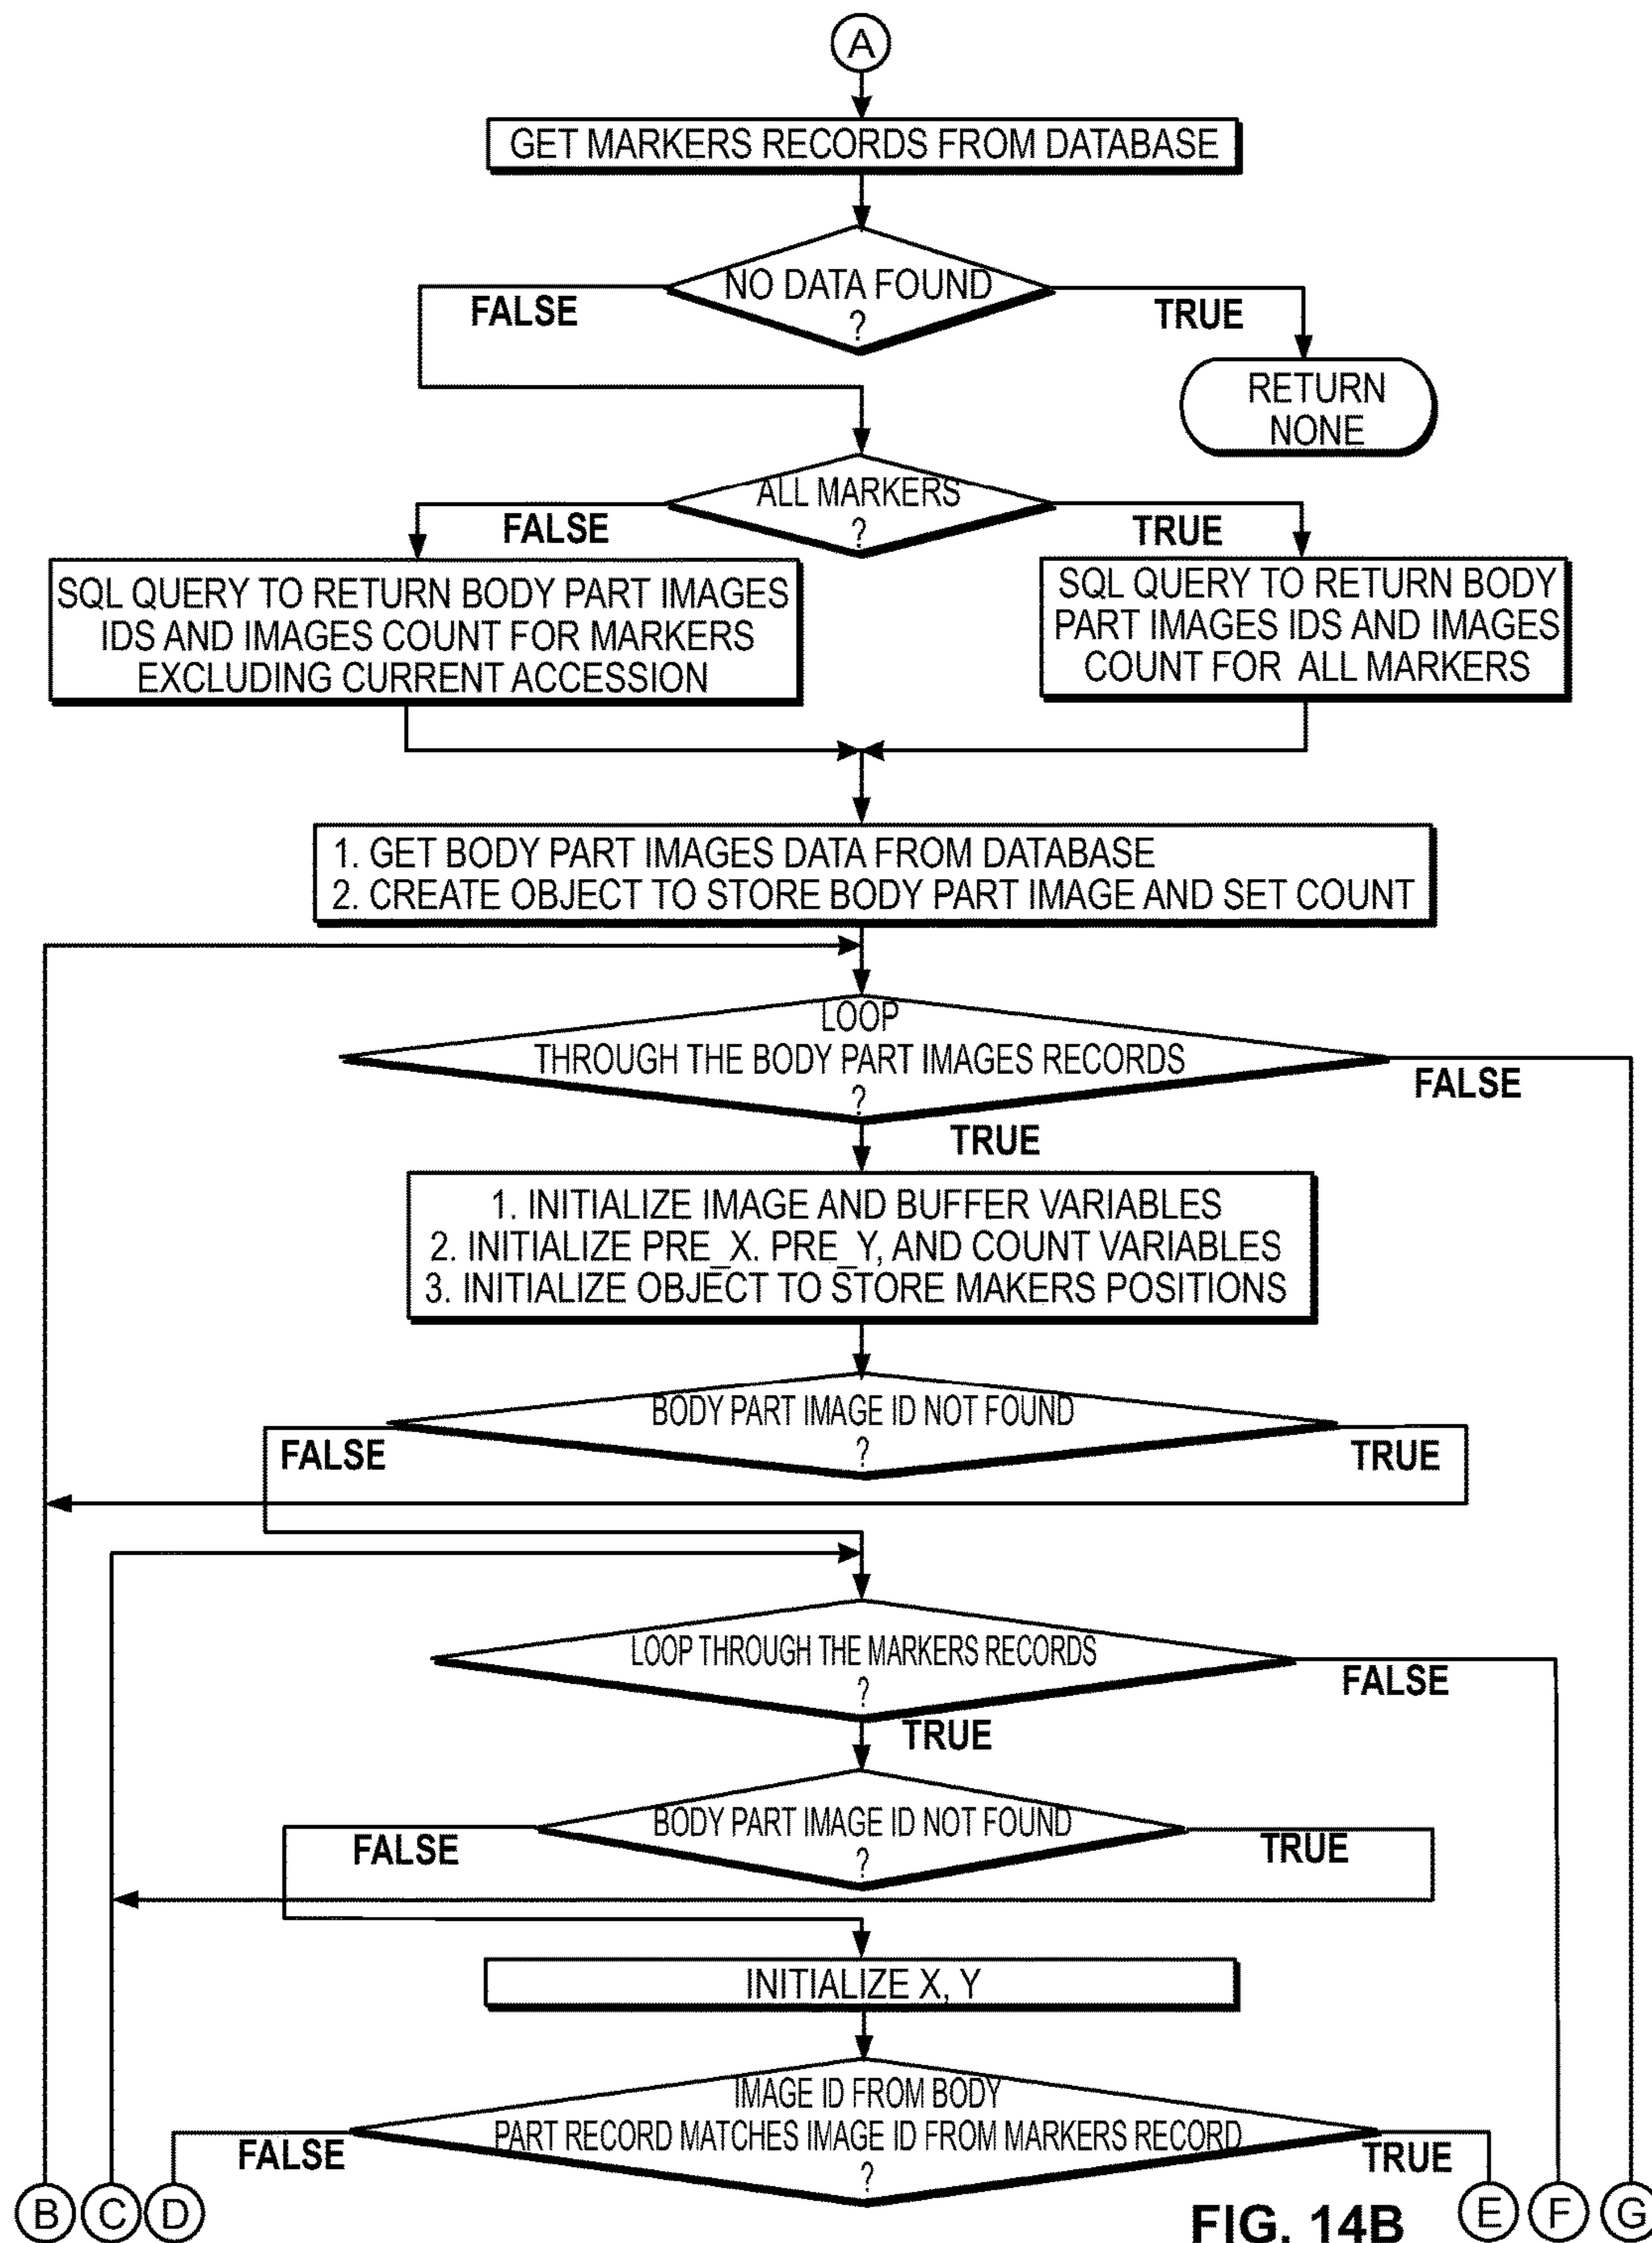 A
GET MARKERS RECORDS FROM DATABASE
NO DATA FOUND
?
FALSE
TRUE
RETURN
NONE
ALL MARKERS
?
FALSE
TRUE
SQL QUERY TO RETURN BODY PART IMAGES
IDS AND IMAGES COUNT FOR MARKERS
EXCLUDING CURRENT ACCESSION
SQL QUERY TO RETURN BODY
PART IMAGES IDS AND IMAGES
COUNT FOR ALL MARKERS
1. GET BODY PART IMAGES DATA FROM DATABASE
2. CREATE OBJECT TO STORE BODY PART IMAGE AND SET COUNT
LOOP
THROUGH THE BODY PART IMAGES RECORDS
?
FALSE
TRUE
1. INITIALIZE IMAGE AND BUFFER VARIABLES
2. INITIALIZE PRE_X. PRE_Y, AND COUNT VARIABLES
3. INITIALIZE OBJECT TO STORE MAKERS POSITIONS
BODY PART IMAGE ID NOT FOUND
?
FALSE
TRUE
LOOP THROUGH THE MARKERS RECORDS
?
FALSE
TRUE
BODY PART IMAGE ID NOT FOUND
?
FALSE
TRUE
INITIALIZE X, Y
IMAGE ID FROM BODY
PART RECORD MATCHES IMAGE ID FROM MARKERS RECORD
?
FALSE
TRUE
B
C
D
FIG. 14B
E
F
G